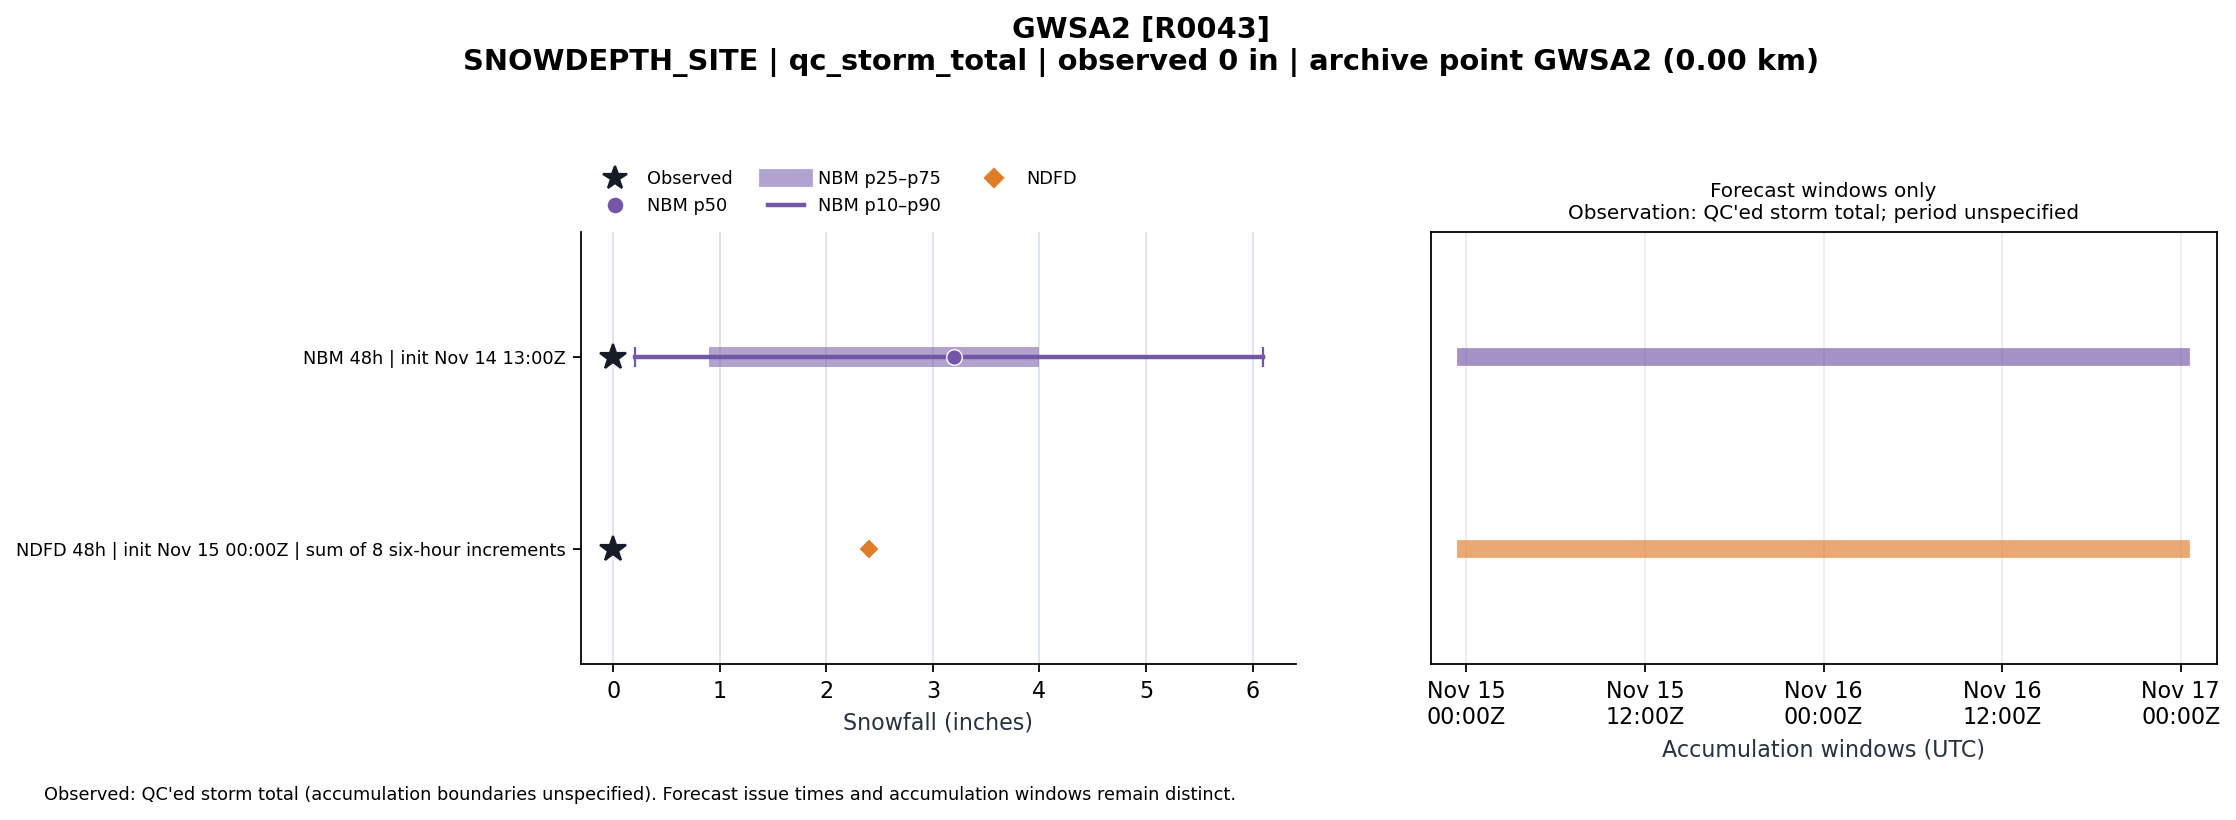 GWSA2 [R0043]
SNOWDEPTH_SITE | qc_storm_total | observed 0 in | archive point GWSA2 (0.00 km)
Observed
NBM p25–p75
NDFD
NBM p50
NBM p10–p90
Forecast windows only
Observation: QC'ed storm total; period unspecified
NBM 48h | init Nov 14 13:00Z
NDFD 48h | init Nov 15 00:00Z | sum of 8 six-hour increments
0 1 2 3 4 5 6
Snowfall (inches)
Nov 15 Nov 15 Nov 16 Nov 16 Nov 17
00:00Z 12:00Z 00:00Z 12:00Z 00:00Z
Accumulation windows (UTC)
Observed: QC'ed storm total (accumulation boundaries unspecified). Forecast issue times and accumulation windows remain distinct.